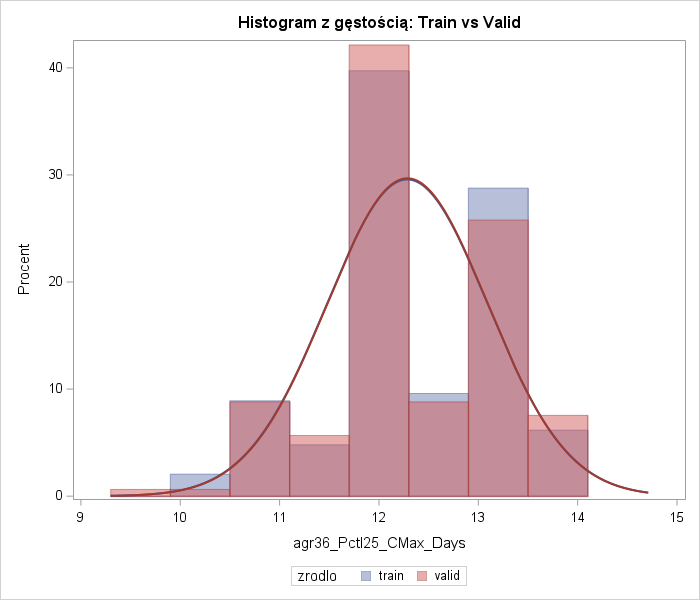 Histogram z gęstością: Train vs Valid
40
30
20
10
0
Procent
9 10 11 12 13 14 15
agr36_Pctl25_CMax_Days
zrodlo train valid